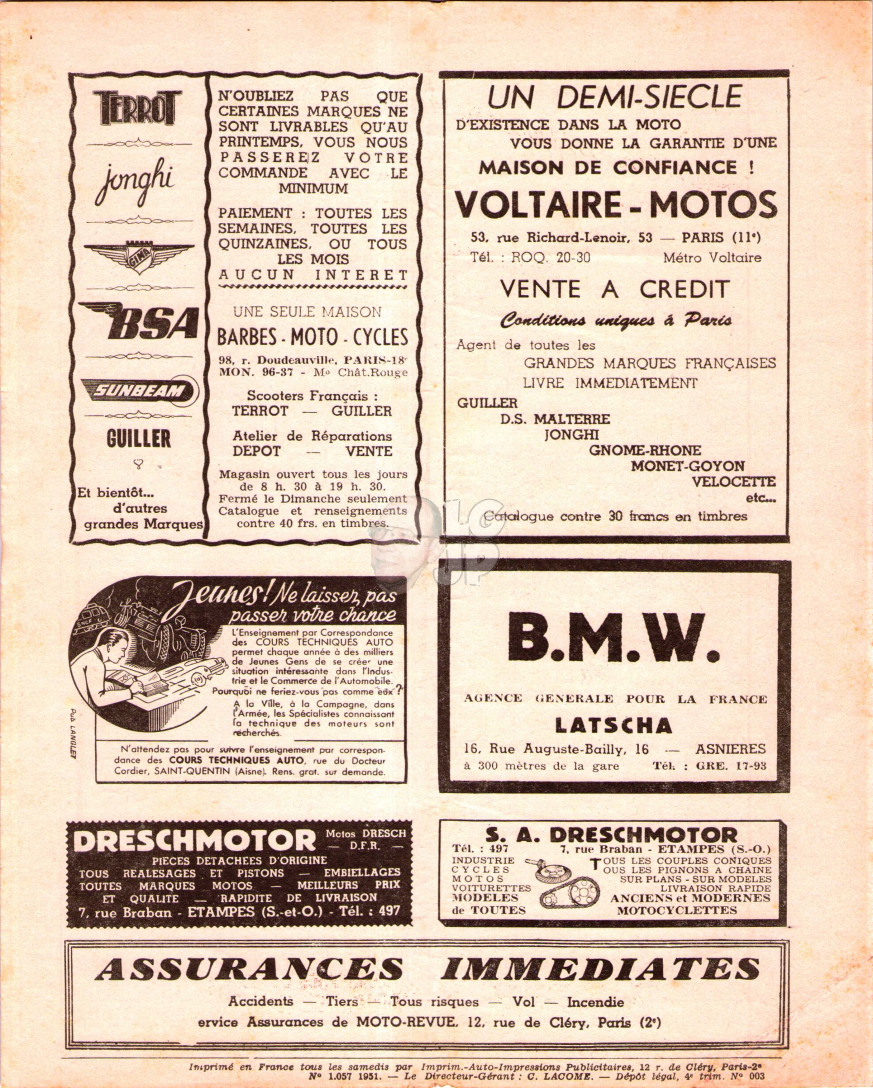 TERROT
jonghi
GIMA
BSA
SUNBEAM
GUILLER
Et bientôt...
d'autres
grandes Marques
N'OUBLIEZ PAS QUE
CERTAINES MARQUES NE
SONT LIVRABLES QU'AU
PRINTEMPS, VOUS NOUS
PASSEREZ VOTRE
COMMANDE AVEC LE
MINIMUM
PAIEMENT : TOUTES LES
SEMAINES, TOUTES LES
QUINZAINES, OU TOUS
LES MOIS
AUCUN INTERET
UNE SEULE MAISON
BARBES - MOTO - CYCLES
98, r. Doudeauville, PARIS-18e
MON. 96-37 - Mo Chât.Rouge
Scooters Français :
TERROT — GUILLER
Atelier de Réparations
DEPOT — VENTE
Magasin ouvert tous les jours
de 8 h. 30 à 19 h. 30.
Fermé le Dimanche seulement
Catalogue et renseignements
contre 40 frs. en timbres.
UN DEMI-SIECLE
D'EXISTENCE DANS LA MOTO
VOUS DONNE LA GARANTIE D'UNE
MAISON DE CONFIANCE !
VOLTAIRE - MOTOS
53, rue Richard-Lenoir, 53 — PARIS (11e)
Tél. : ROQ. 20-30 Métro Voltaire
VENTE A CREDIT
Conditions uniques à Paris
Agent de toutes les
GRANDES MARQUES FRANÇAISES
LIVRE IMMEDIATEMENT
GUILLER
D.S. MALTERRE
JONGHI
GNOME-RHONE
MONET-GOYON
VELOCETTE
etc...
Catalogue contre 30 francs en timbres
LCJP
Jeunes! Ne laissez pas
passer votre chance
L'Enseignement par Correspondance
des COURS TECHNIQUES AUTO
permet chaque année à des milliers
de Jeunes Gens de se créer une
situation intéressante dans l'Indus-
trie et le Commerce de l'Automobile.
Pourquoi ne feriez-vous pas comme eux ?
A la Ville, à la Campagne, dans
l'Armée, les Spécialistes connaissant
la technique des moteurs sont
recherchés.
N'attendez pas pour suivre l'enseignement par correspon-
dance des COURS TECHNIQUES AUTO, rue du Docteur
Cordier, SAINT-QUENTIN (Aisne). Rens. grat. sur demande.
Pub LANGLET
B.M.W.
AGENCE GENERALE POUR LA FRANCE
LATSCHA
16, Rue Auguste-Bailly, 16 — ASNIERES
à 300 mètres de la gare Tél. : GRE. 17-93
DRESCHMOTOR Motos DRESCH
— D.F.R. —
PIECES DETACHEES D'ORIGINE
TOUS REALESAGES ET PISTONS — EMBIELLAGES
TOUTES MARQUES MOTOS — MEILLEURS PRIX
ET QUALITE — RAPIDITE DE LIVRAISON
7, rue Braban - ETAMPES (S.-et-O.) - Tél. : 497
S. A. DRESCHMOTOR
Tél. : 497 7, rue Braban - ETAMPES (S.-O.)
INDUSTRIE
CYCLES
MOTOS
VOITURETTES
MODELES
de TOUTES
TOUS LES COUPLES CONIQUES
OUS LES PIGNONS A CHAINE
SUR PLANS - SUR MODELES
LIVRAISON RAPIDE
ANCIENS et MODERNES
MOTOCYCLETTES
ASSURANCES IMMEDIATES
Accidents — Tiers — Tous risques — Vol — Incendie
ervice Assurances de MOTO-REVUE, 12, rue de Cléry, Paris (2e)
Imprimé en France tous les samedis par Imprim.-Auto-Impressions Publicitaires, 12 r. de Cléry, Paris-2e
No 1.057 1951. — Le Directeur-Gérant : C. LACOME. — Dépôt légal, 4e trim. No 003